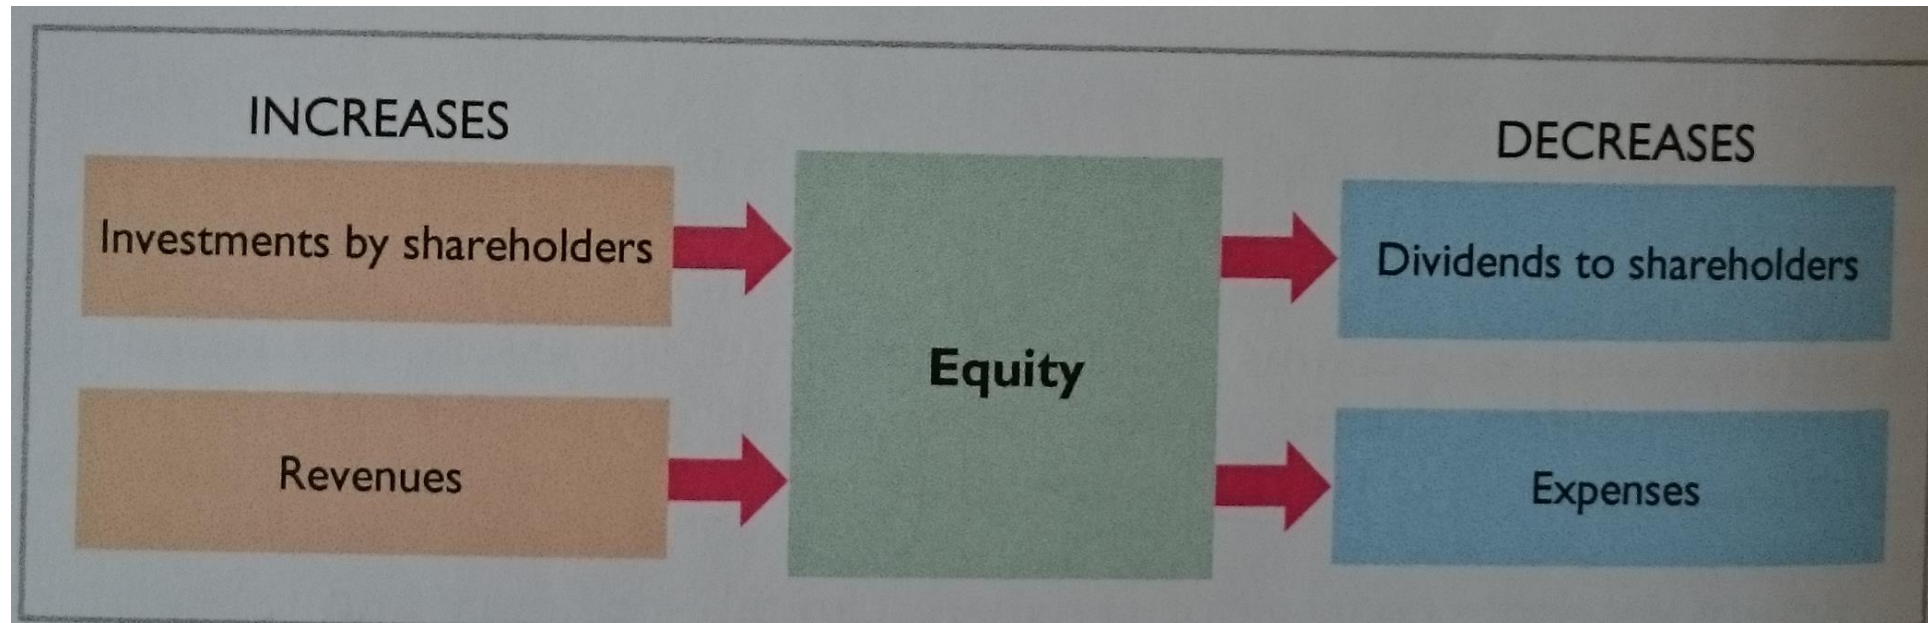 INCREASES
Investments by shareholders
Revenues
Equity
DECREASES
Dividends to shareholders
Expenses